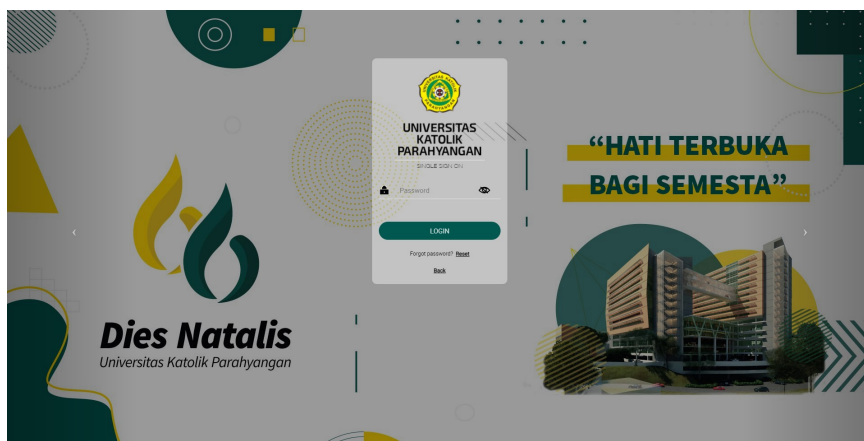 UNIVERSITAS
KATOLIK
PARAHYANGAN
SINGLE SIGN ON
Password
LOGIN
Forgot password? Reset
Back
Dies Natalis
Universitas Katolik Parahyangan
“HATI TERBUKA
BAGI SEMESTA”